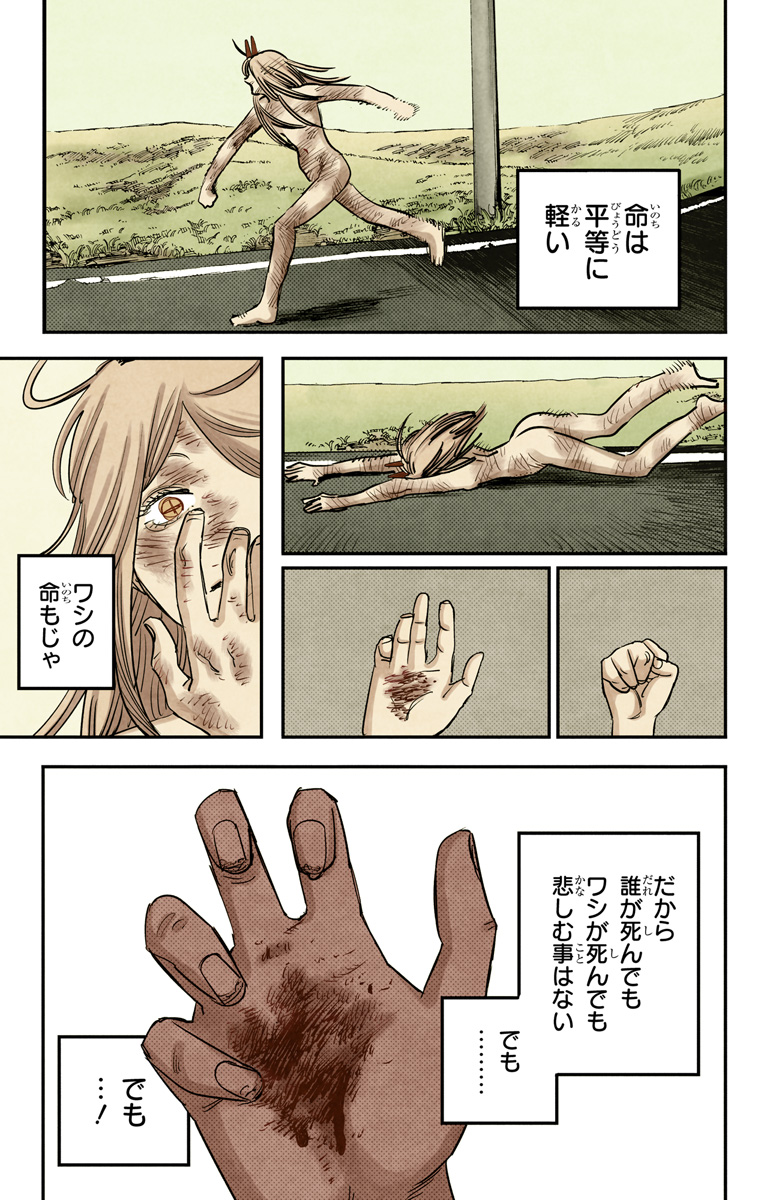 命は
平等に
軽い
ワシの
命もじゃ
だから
誰が死んでも
ワシが死んでも
悲しむ事はない
でも
………
でも
…！